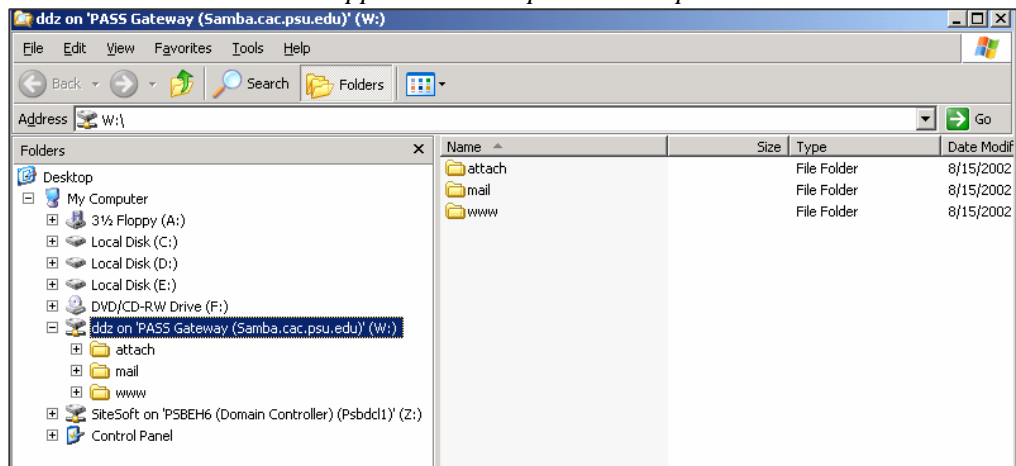 ddz on 'PASS Gateway (Samba.cac.psu.edu)' (W:)
File Edit View Favorites Tools Help
Back Search Folders
Address W:\ Go
Folders x Name Size Type Date Modif
Desktop
My Computer
3½ Floppy (A:)
Local Disk (C:)
Local Disk (D:)
Local Disk (E:)
DVD/CD-RW Drive (F:)
ddz on 'PASS Gateway (Samba.cac.psu.edu)' (W:)
attach
mail
www
SiteSoft on 'PSBEH6 (Domain Controller) (Psbdcl1)' (Z:)
Control Panel
attach File Folder 8/15/2002
mail File Folder 8/15/2002
www File Folder 8/15/2002